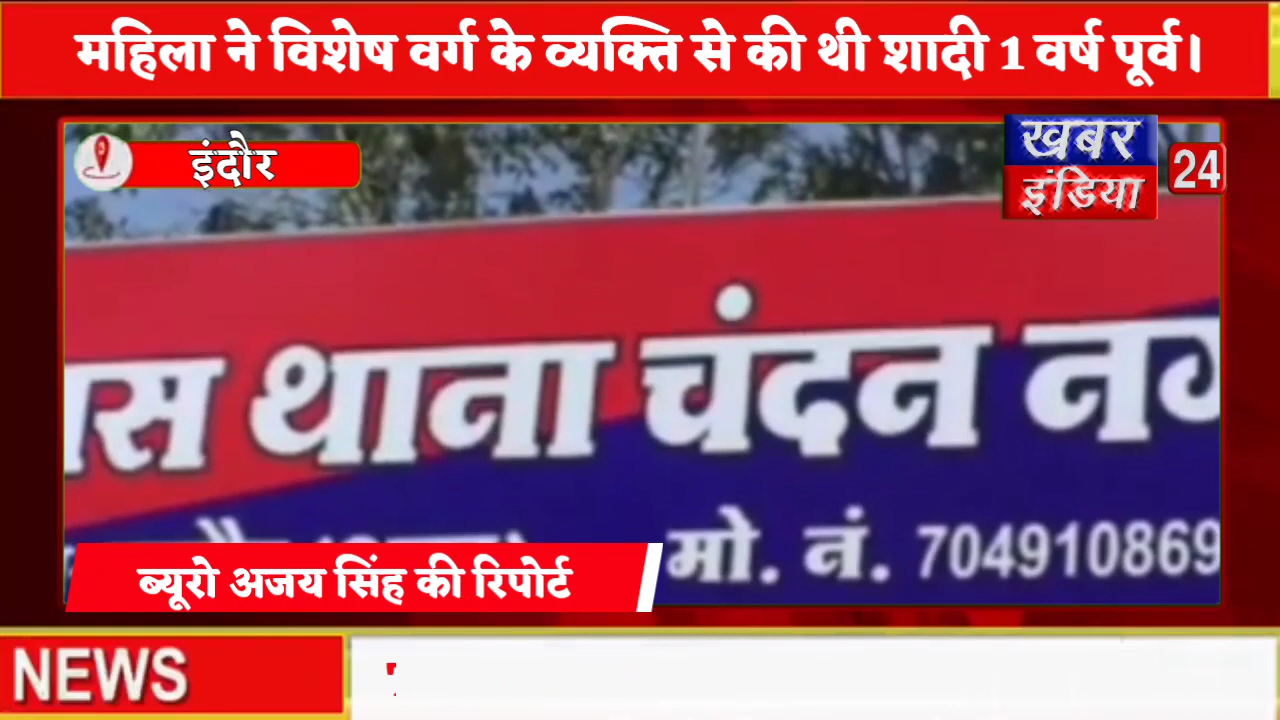 महिला ने विशेष वर्ग के व्यक्ति से की थी शादी 1 वर्ष पूर्व।
इंदौर
खबर
इंडिया
24
थाना चंदन
मो. नं. 704910869
ब्यूरो अजय सिंह की रिपोर्ट
NEWS